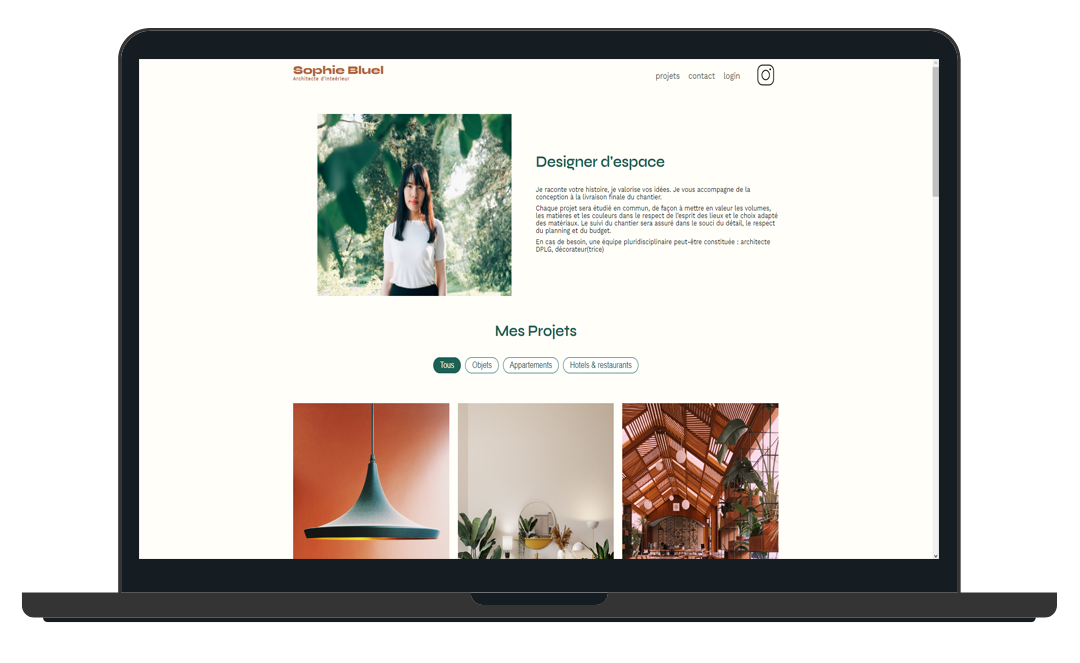 Sophie Bluel
Architecte d'intérieur
projets contact login
Designer d'espace
Je raconte votre histoire, je valorise vos idées. Je vous accompagne de la
conception à la livraison finale du chantier.
Chaque projet sera étudié en commun, de façon à mettre en valeur les volumes,
les matières et les couleurs dans le respect de l'esprit des lieux et le choix adapté
des matériaux. Le suivi du chantier sera assuré dans le souci du détail, le respect
du planning et du budget.
En cas de besoin, une équipe pluridisciplinaire peut-être constituée : architecte
DPLG, décorateur(trice)
Mes Projets
Tous Objets Appartements Hotels & restaurants